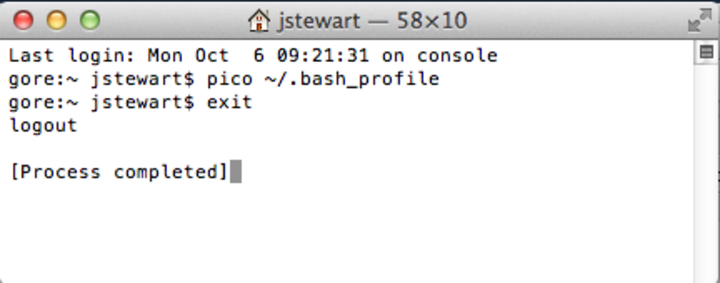 jstewart — 58×10
Last login: Mon Oct  6 09:21:31 on console
gore:~ jstewart$ pico ~/.bash_profile
gore:~ jstewart$ exit
logout
[Process completed]